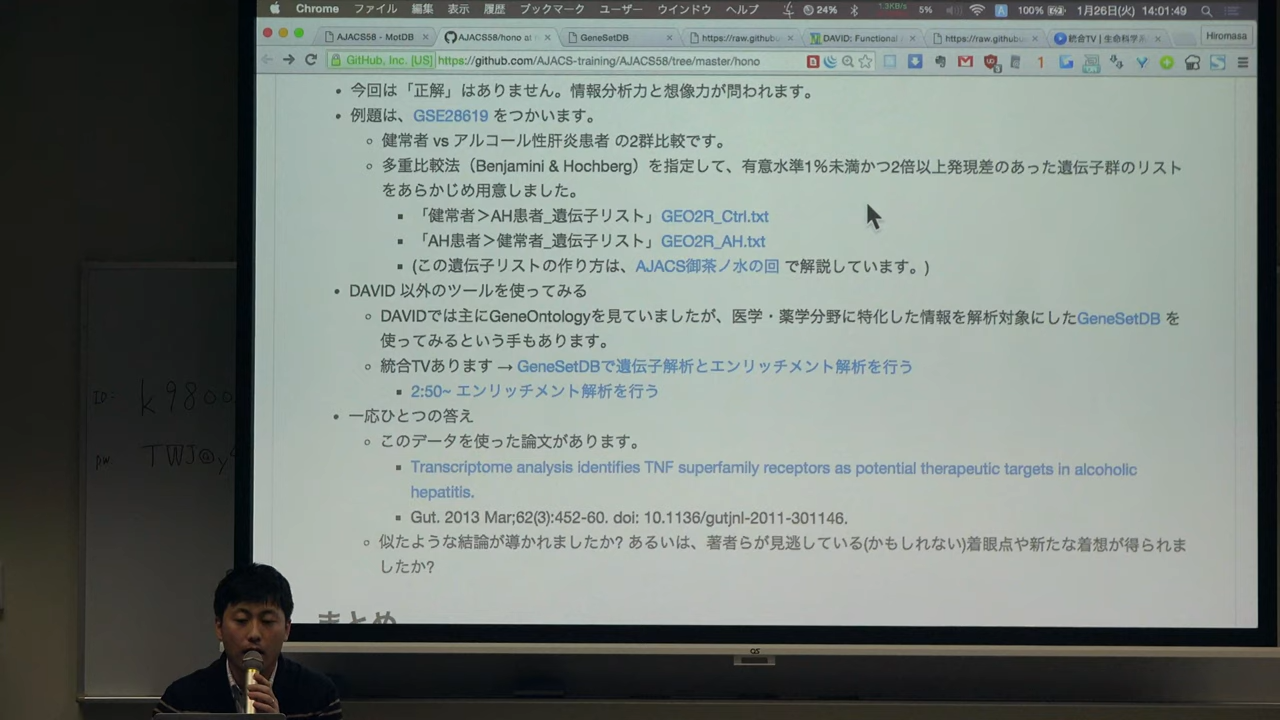 Chrome ファイル 編集 表示 履歴 ブックマーク ユーザー ウインドウ ヘルプ 24% 1.3KB/s 5% A 100% 1月26日(火) 14:01:49
AJACS58 - MotDB AJACS58/hono at GeneSetDB https://raw.githubu DAVID: Functional https://raw.githubu 統合TV | 生命科学 Hiromasa
GitHub, Inc. [US] https://github.com/AJACS-training/AJACS58/tree/master/hono
今回は「正解」はありません。情報分析力と想像力が問われます。
例題は、GSE28619 をつかいます。
健常者 vs アルコール性肝炎患者 の2群比較です。
多重比較法（Benjamini & Hochberg）を指定して、有意水準1％未満かつ2倍以上発現差のあった遺伝子群のリスト
をあらかじめ用意しました。
「健常者＞AH患者_遺伝子リスト」GEO2R_Ctrl.txt
「AH患者＞健常者_遺伝子リスト」GEO2R_AH.txt
(この遺伝子リストの作り方は、AJACS御茶ノ水の回 で解説しています。)
DAVID 以外のツールを使ってみる
DAVIDでは主にGeneOntologyを見ていましたが、医学・薬学分野に特化した情報を解析対象にしたGeneSetDB を
使ってみるという手もあります。
統合TVあります → GeneSetDBで遺伝子解析とエンリッチメント解析を行う
2:50~ エンリッチメント解析を行う
一応ひとつの答え
このデータを使った論文があります。
Transcriptome analysis identifies TNF superfamily receptors as potential therapeutic targets in alcoholic
hepatitis.
Gut. 2013 Mar;62(3):452-60. doi: 10.1136/gutjnl-2011-301146.
似たような結論が導かれましたか? あるいは、著者らが見逃している(かもしれない)着眼点や新たな着想が得られま
したか?
まとめ
ID: k9800
pw. TWJ@y